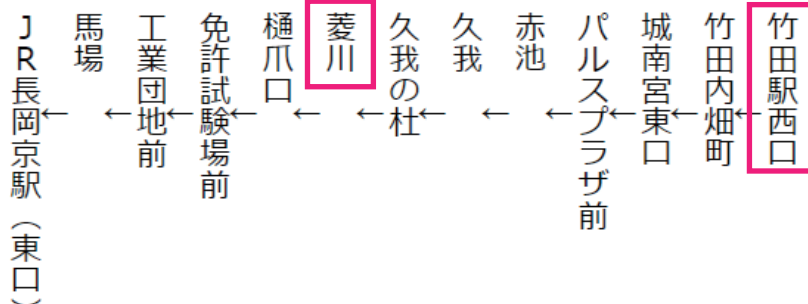 竹田駅西口
←
竹田内畑町
←
城南宮東口
←
パルスプラザ前
←
赤池
←
久我
←
久我の杜
←
菱川
←
樋爪口
←
免許試験場前
←
工業団地前
←
馬場
←
JR長岡京駅（東口）